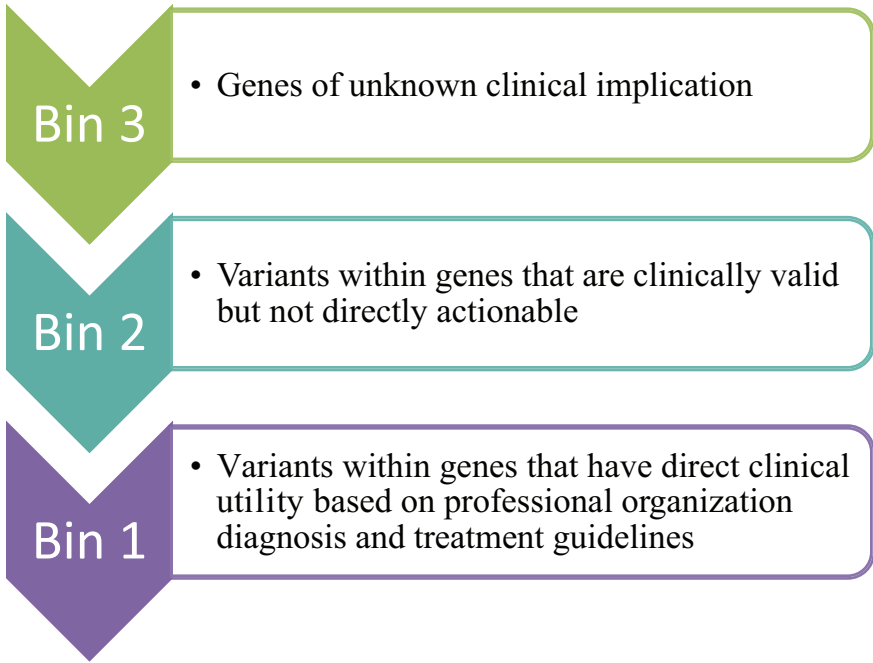 Bin 3
• Genes of unknown clinical implication
Bin 2
• Variants within genes that are clinically valid
but not directly actionable
Bin 1
• Variants within genes that have direct clinical
utility based on professional organization
diagnosis and treatment guidelines